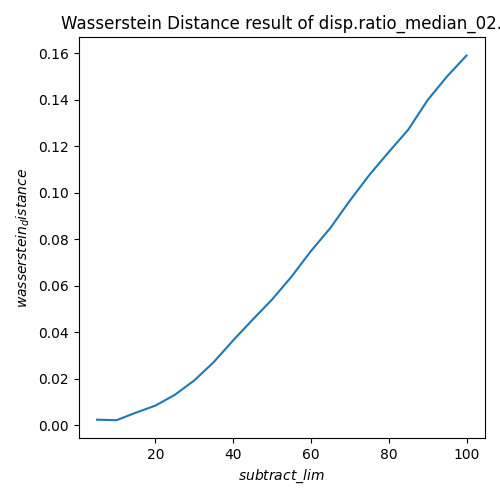 Wasserstein Distance result of disp.ratio_median_02.
0.16
0.14
0.12
0.10
0.08
0.06
0.04
0.02
0.00
wasserstein_distance
20 40 60 80 100
subtract_lim